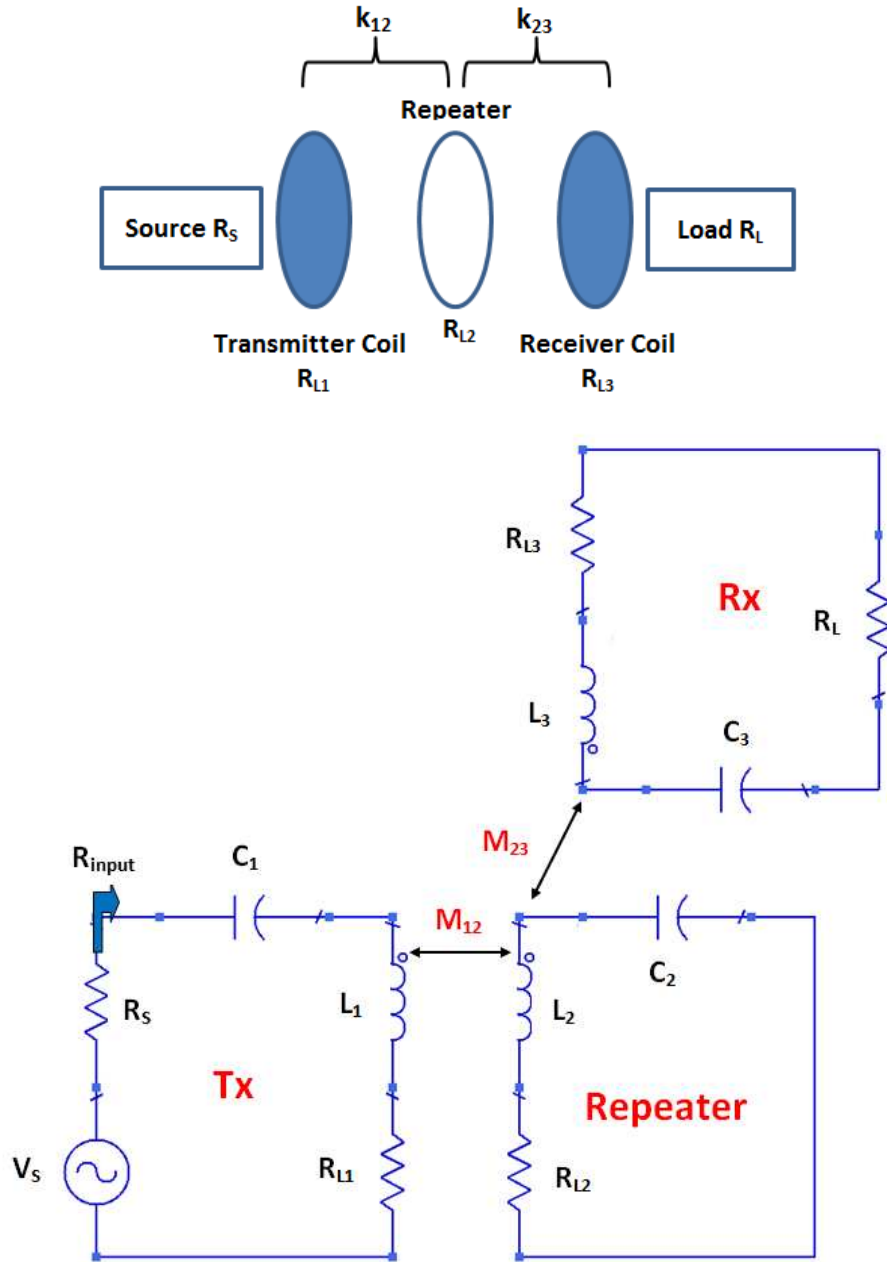 k12 k23
Repeater
Source RS Load RL
RL2
Transmitter Coil Receiver Coil
RL1 RL3
RL3
Rx
RL
L3
C3
M23
Rinput C1
M12
C2
RS L1 L2
Tx
Repeater
VS RL1 RL2